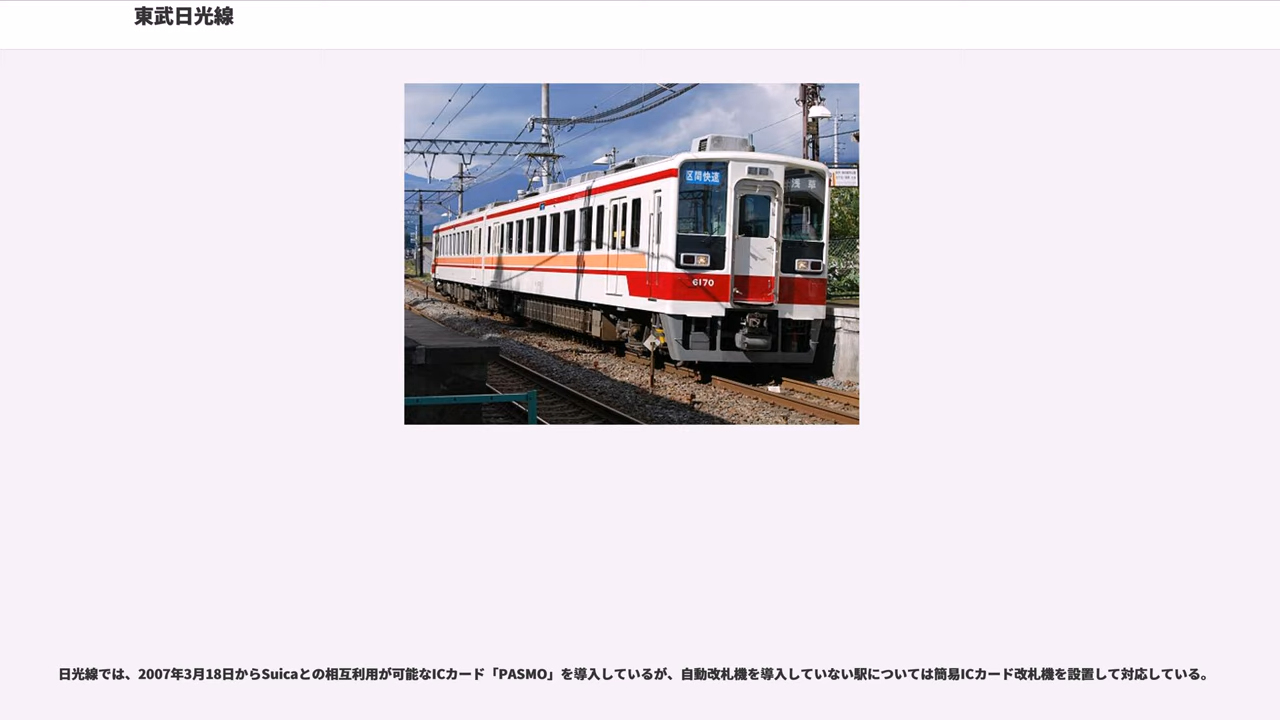 東武日光線
区間快速
浅草
6170
日光線では、2007年3月18日からSuicaとの相互利用が可能なICカード「PASMO」を導入しているが、自動改札機を導入していない駅については簡易ICカード改札機を設置して対応している。